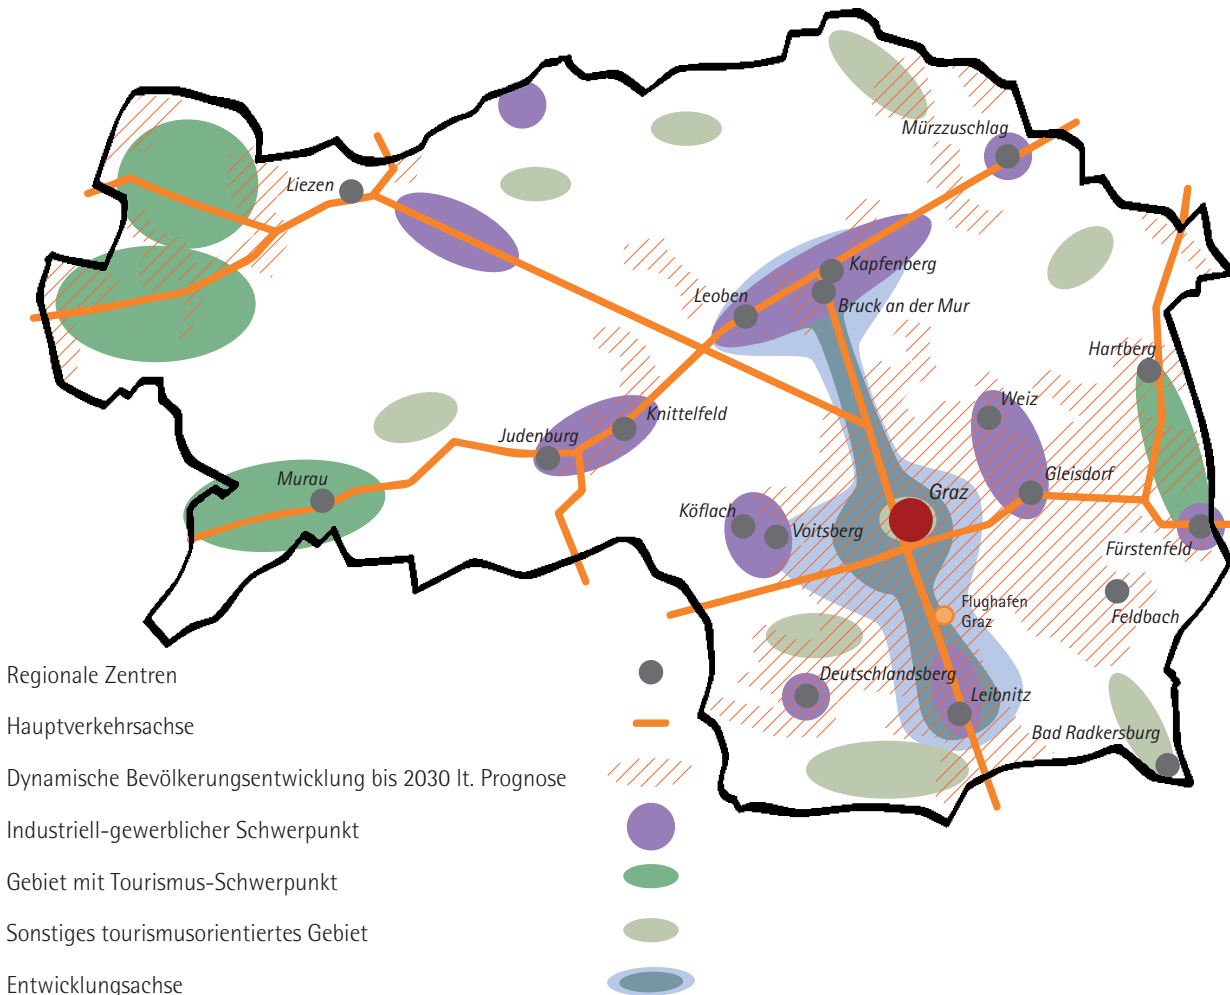 Mürzzuschlag
Liezen
Kapfenberg
Leoben
Bruck an der Mur
Hartberg
Weiz
Knittelfeld
Judenburg
Murau
Gleisdorf
Graz
Köflach
Voitsberg
Fürstenfeld
Flughafen
Graz
Feldbach
Deutschlandsberg
Leibnitz
Bad Radkersburg
Regionale Zentren
Hauptverkehrsachse
Dynamische Bevölkerungsentwicklung bis 2030 lt. Prognose
Industriell-gewerblicher Schwerpunkt
Gebiet mit Tourismus-Schwerpunkt
Sonstiges tourismusorientiertes Gebiet
Entwicklungsachse